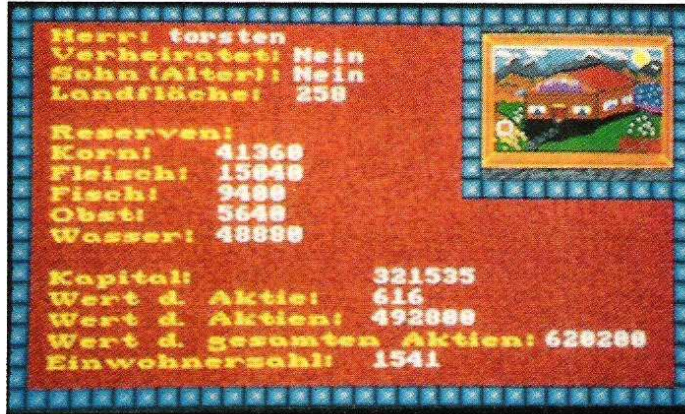 Herr: torsten
Verheiratet: Nein
Sohn (Alter): Nein
Landfläche: 250
Reserven:
Korn: 41360
Fleisch: 15040
Fisch: 9400
Obst: 5640
Wasser: 48880
Kapital: 321535
Wert d. Aktie: 616
Wert d. Aktien: 492800
Wert d. gesamten Aktien: 620200
Einwohnerzahl: 1541